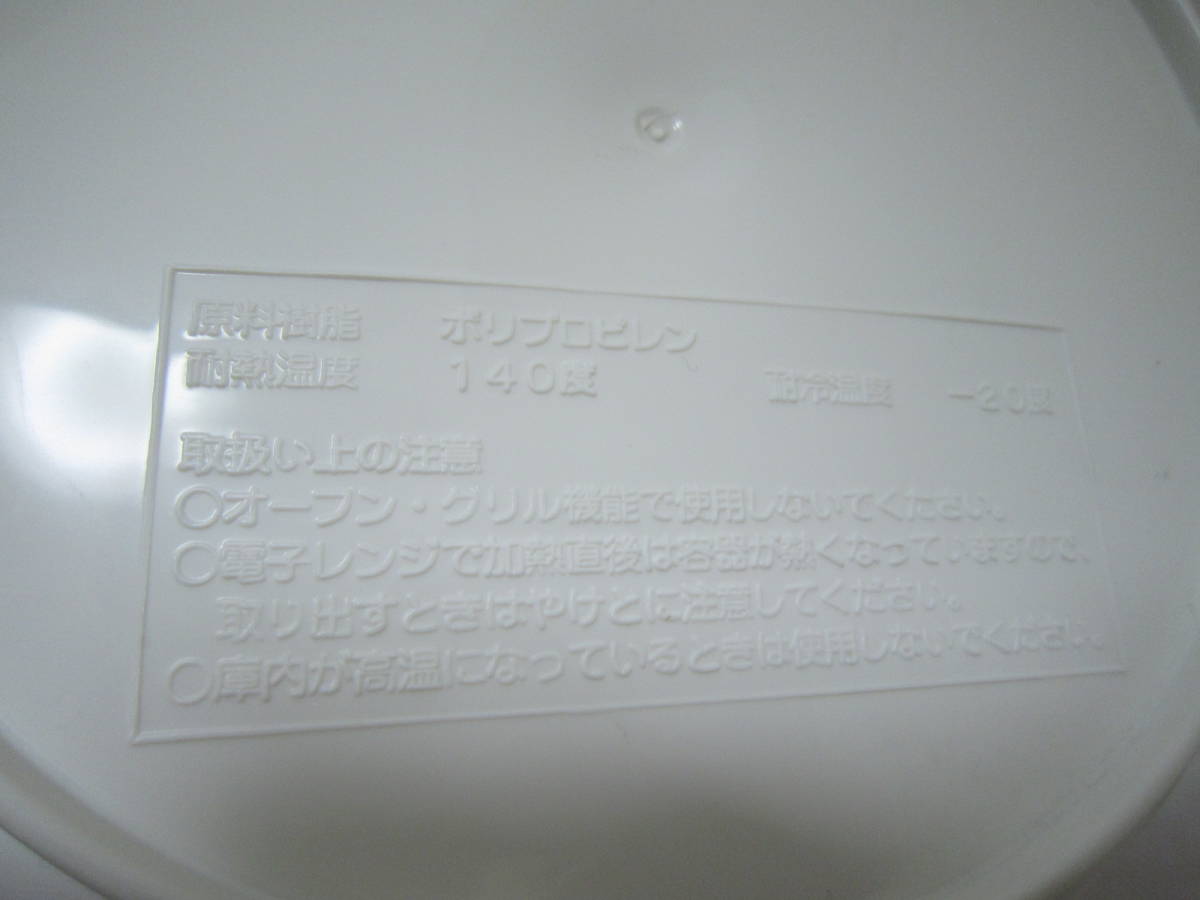 原料樹脂 ポリプロピレン
耐熱温度 140度 耐冷温度 −20度
取扱い上の注意
○オーブン・グリル機能で使用しないでください。
○電子レンジで加熱直後は容器が熱くなっていますので、
取り出すときはやけどに注意してください。
○庫内が高温になっているときは使用しないでください。